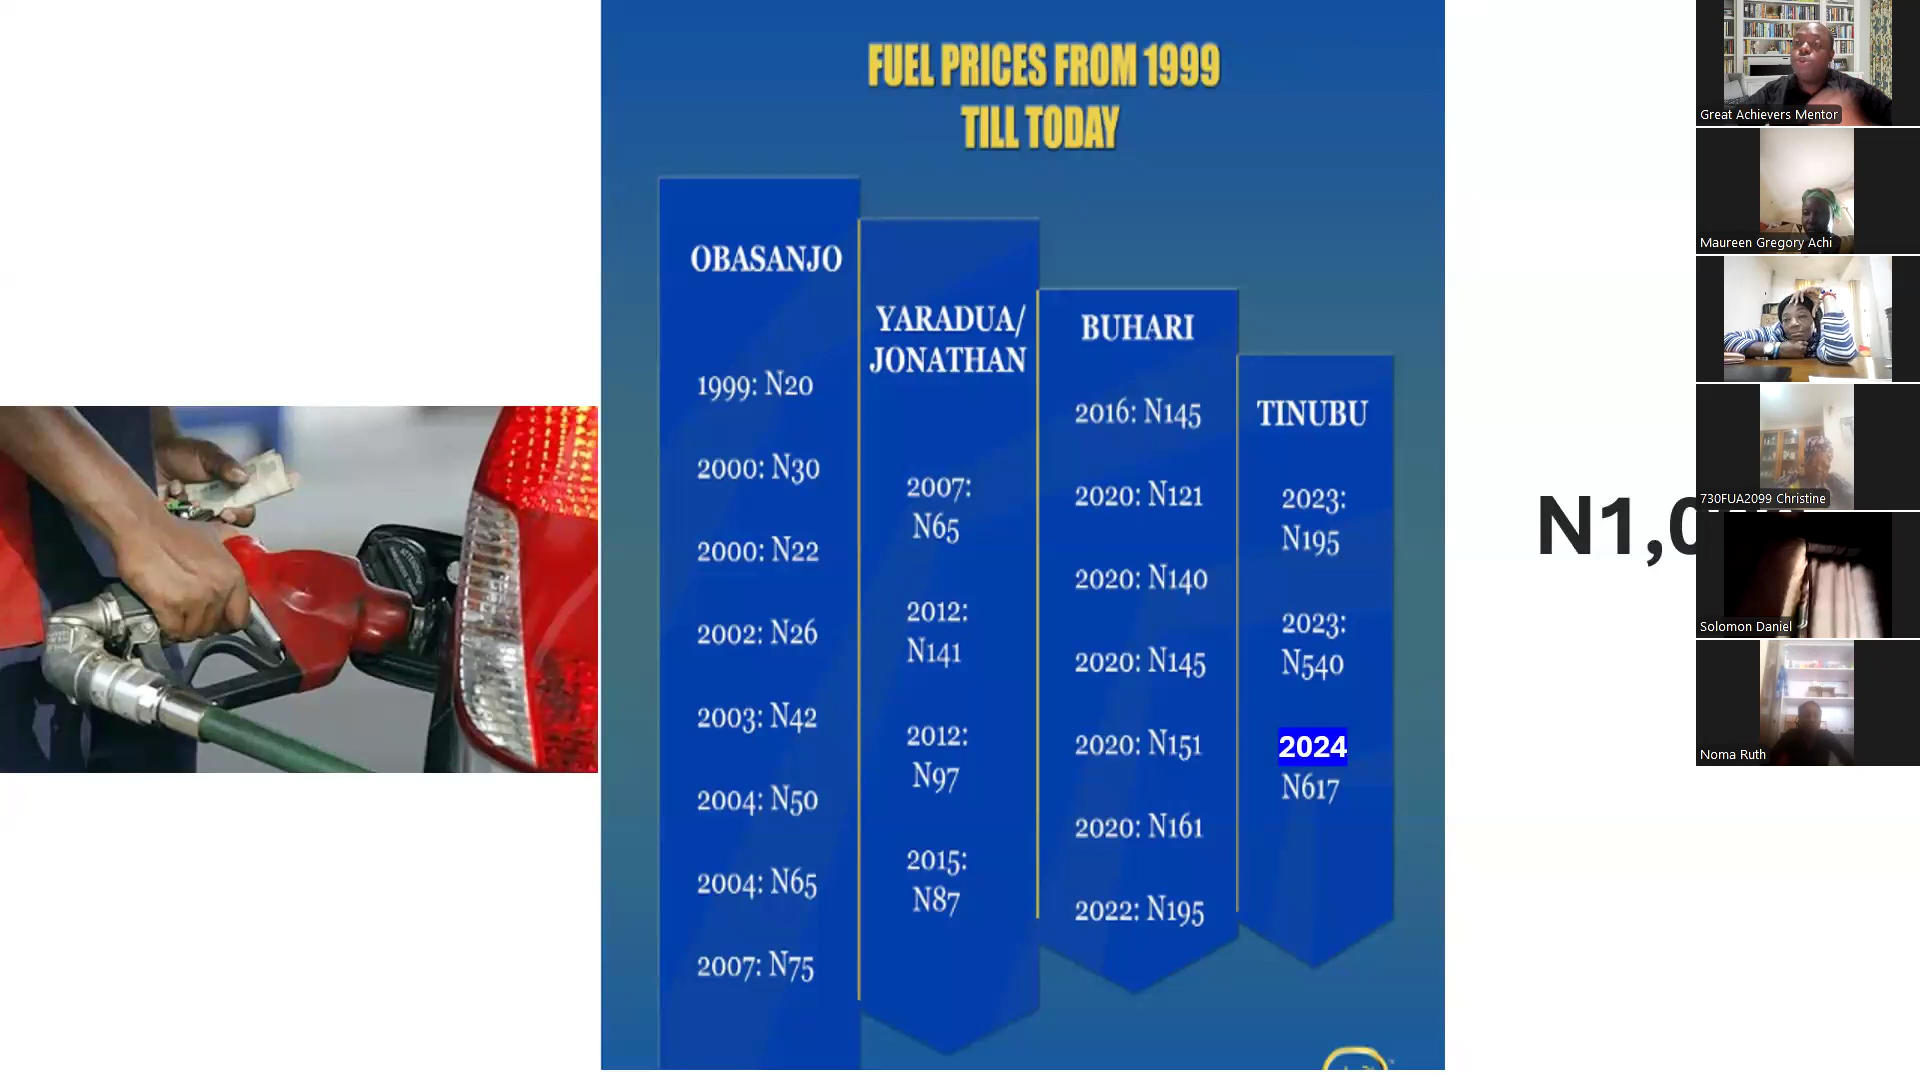 FUEL PRICES FROM 1999
TILL TODAY
OBASANJO
1999: N20
2000: N30
2000: N22
2002: N26
2003: N42
2004: N50
2004: N65
2007: N75
YARADUA/
JONATHAN
2007:
N65
2012:
N141
2012:
N97
2015:
N87
BUHARI
2016: N145
2020: N121
2020: N140
2020: N145
2020: N151
2020: N161
2022: N195
TINUBU
2023:
N195
2023:
N540
2024
N617
Great Achievers Mentor
Maureen Gregory Achi
730FUA2099 Christine
Solomon Daniel
Noma Ruth